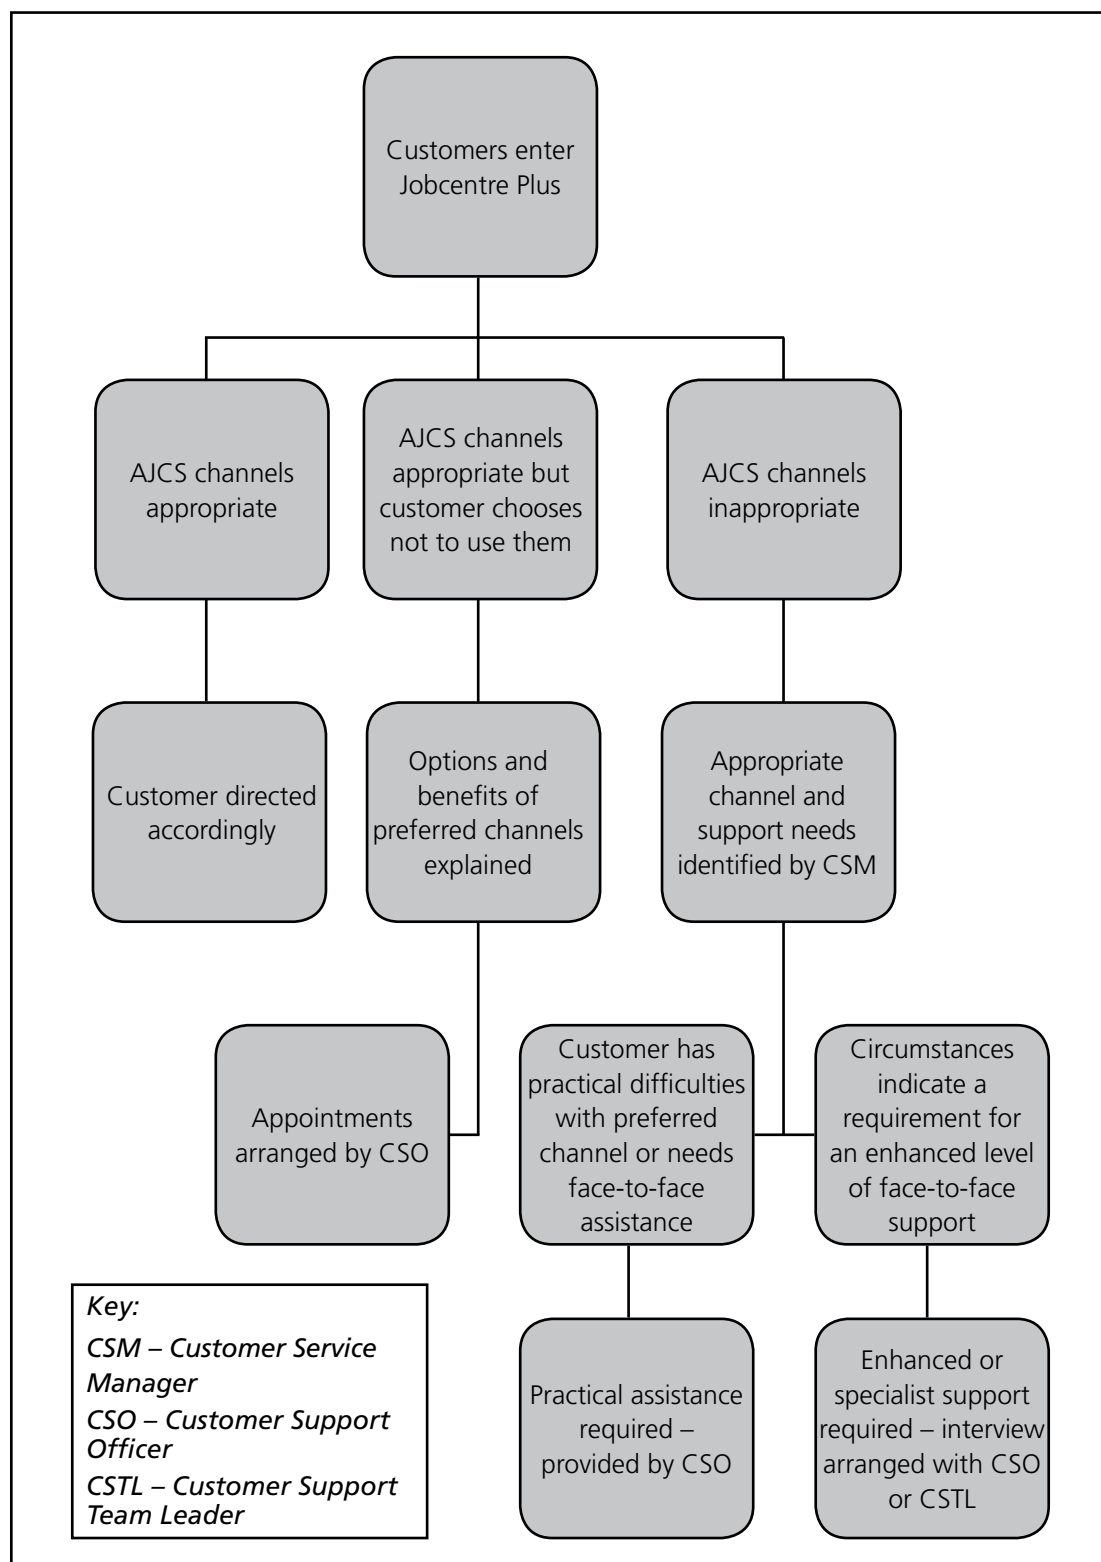 Customers enter
Jobcentre Plus
AJCS channels
appropriate
AJCS channels
appropriate but
customer chooses
not to use them
AJCS channels
inappropriate
Customer directed
accordingly
Options and
benefits of
preferred channels
explained
Appropriate
channel and
support needs
identified by CSM
Appointments
arranged by CSO
Customer has
practical difficulties
with preferred
channel or needs
face-to-face
assistance
Circumstances
indicate a
requirement for
an enhanced level
of face-to-face
support
Key:
CSM – Customer Service
Manager
CSO – Customer Support
Officer
CSTL – Customer Support
Team Leader
Practical assistance
required –
provided by CSO
Enhanced or
specialist support
required – interview
arranged with CSO
or CSTL